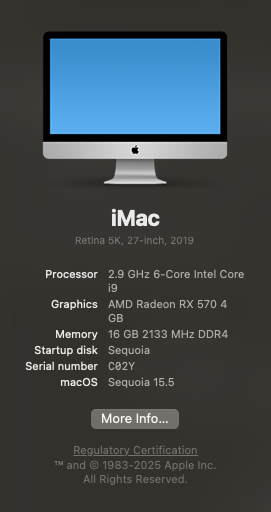 iMac
Retina 5K, 27-inch, 2019
Processor 2.9 GHz 6-Core Intel Core
i9
Graphics AMD Radeon RX 570 4
GB
Memory 16 GB 2133 MHz DDR4
Startup disk Sequoia
Serial number C02Y
macOS Sequoia 15.5
More Info...
Regulatory Certification
™ and © 1983-2025 Apple Inc.
All Rights Reserved.